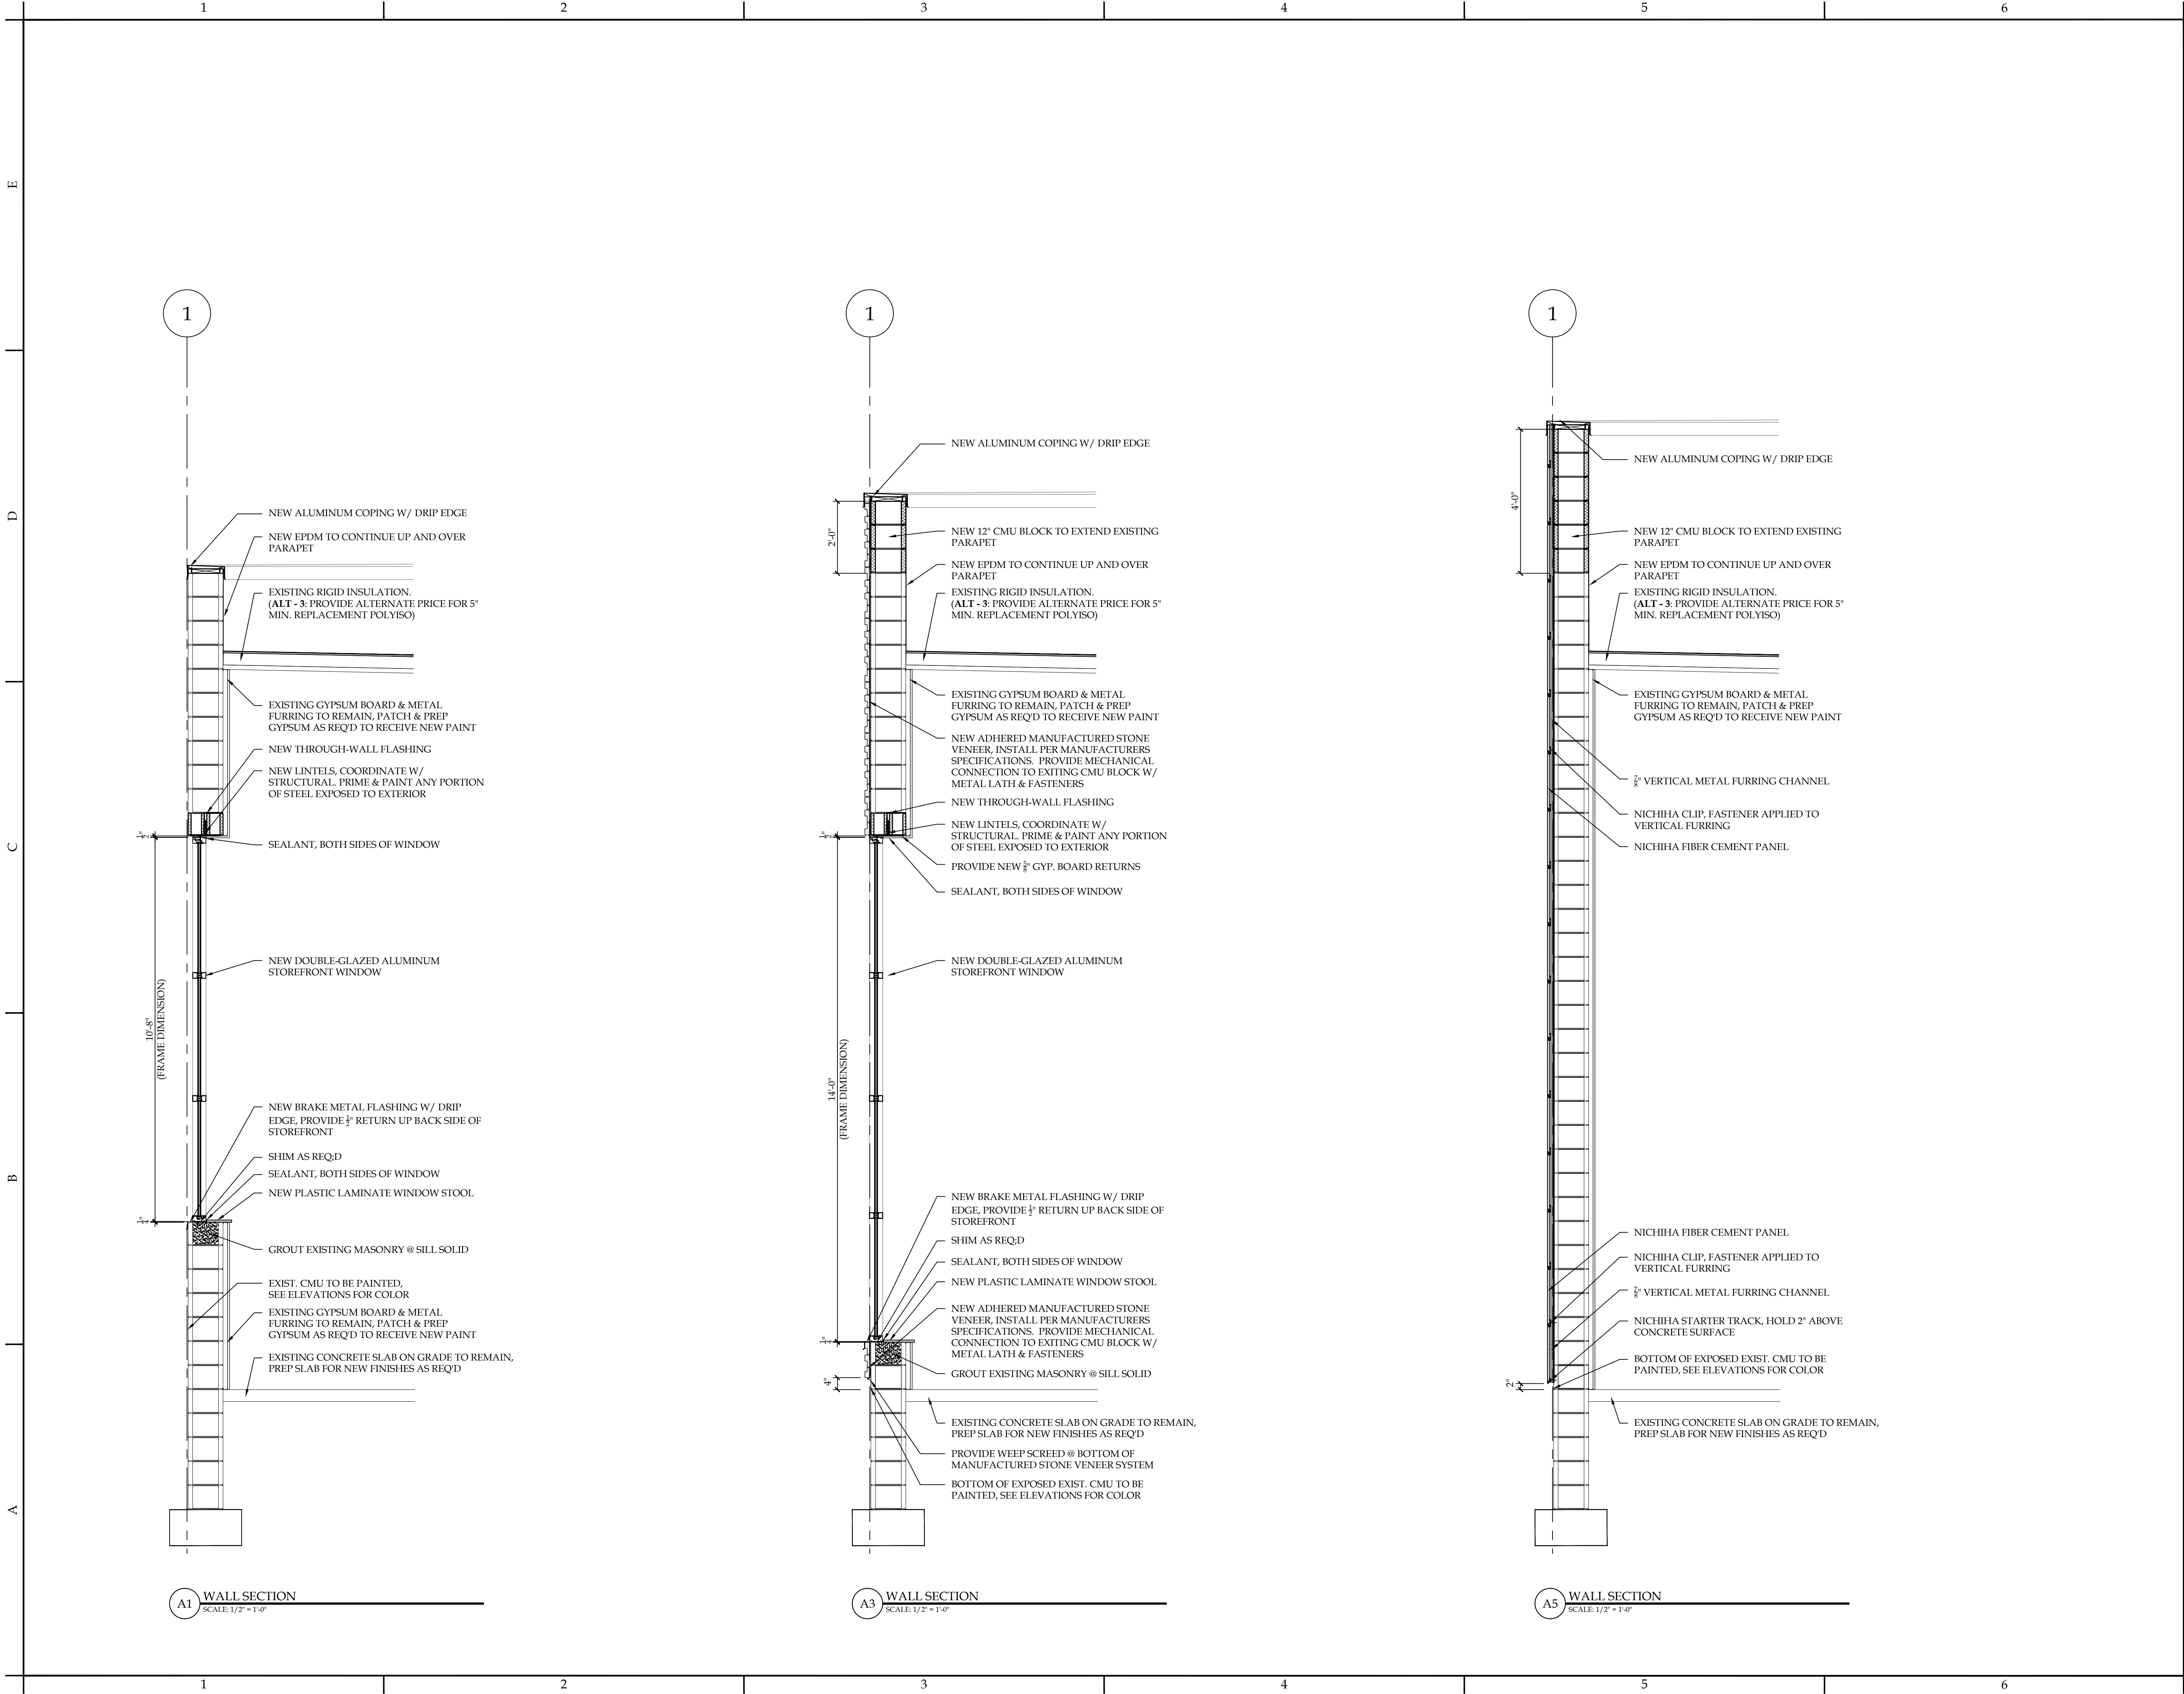 1 2 3 4 5 6
E
D
C
B
A
1
NEW ALUMINUM COPING W/ DRIP EDGE
NEW EPDM TO CONTINUE UP AND OVER
PARAPET
EXISTING RIGID INSULATION.
(ALT - 3: PROVIDE ALTERNATE PRICE FOR 5"
MIN. REPLACEMENT POLYISO)
EXISTING GYPSUM BOARD & METAL
FURRING TO REMAIN, PATCH & PREP
GYPSUM AS REQ'D TO RECEIVE NEW PAINT
NEW THROUGH-WALL FLASHING
NEW LINTELS, COORDINATE W/
STRUCTURAL. PRIME & PAINT ANY PORTION
OF STEEL EXPOSED TO EXTERIOR
1/2"
SEALANT, BOTH SIDES OF WINDOW
NEW DOUBLE-GLAZED ALUMINUM
STOREFRONT WINDOW
10'-8"
(FRAME DIMENSION)
NEW BRAKE METAL FLASHING W/ DRIP
EDGE, PROVIDE 1/2" RETURN UP BACK SIDE OF
STOREFRONT
SHIM AS REQ;D
SEALANT, BOTH SIDES OF WINDOW
NEW PLASTIC LAMINATE WINDOW STOOL
1/4"
GROUT EXISTING MASONRY @ SILL SOLID
EXIST. CMU TO BE PAINTED,
SEE ELEVATIONS FOR COLOR
EXISTING GYPSUM BOARD & METAL
FURRING TO REMAIN, PATCH & PREP
GYPSUM AS REQ'D TO RECEIVE NEW PAINT
EXISTING CONCRETE SLAB ON GRADE TO REMAIN,
PREP SLAB FOR NEW FINISHES AS REQ'D
A1 WALL SECTION
SCALE: 1/2" = 1'-0"
1
NEW ALUMINUM COPING W/ DRIP EDGE
2'-0"
NEW 12" CMU BLOCK TO EXTEND EXISTING
PARAPET
NEW EPDM TO CONTINUE UP AND OVER
PARAPET
EXISTING RIGID INSULATION.
(ALT - 3: PROVIDE ALTERNATE PRICE FOR 5"
MIN. REPLACEMENT POLYISO)
EXISTING GYPSUM BOARD & METAL
FURRING TO REMAIN, PATCH & PREP
GYPSUM AS REQ'D TO RECEIVE NEW PAINT
NEW ADHERED MANUFACTURED STONE
VENEER, INSTALL PER MANUFACTURERS
SPECIFICATIONS. PROVIDE MECHANICAL
CONNECTION TO EXITING CMU BLOCK W/
METAL LATH & FASTENERS
NEW THROUGH-WALL FLASHING
NEW LINTELS, COORDINATE W/
STRUCTURAL. PRIME & PAINT ANY PORTION
OF STEEL EXPOSED TO EXTERIOR
1/2"
PROVIDE NEW 5/8" GYP. BOARD RETURNS
SEALANT, BOTH SIDES OF WINDOW
NEW DOUBLE-GLAZED ALUMINUM
STOREFRONT WINDOW
14'-0"
(FRAME DIMENSION)
NEW BRAKE METAL FLASHING W/ DRIP
EDGE, PROVIDE 1/2" RETURN UP BACK SIDE OF
STOREFRONT
SHIM AS REQ;D
SEALANT, BOTH SIDES OF WINDOW
NEW PLASTIC LAMINATE WINDOW STOOL
NEW ADHERED MANUFACTURED STONE
VENEER, INSTALL PER MANUFACTURERS
SPECIFICATIONS. PROVIDE MECHANICAL
CONNECTION TO EXITING CMU BLOCK W/
METAL LATH & FASTENERS
1/4"
GROUT EXISTING MASONRY @ SILL SOLID
4"
EXISTING CONCRETE SLAB ON GRADE TO REMAIN,
PREP SLAB FOR NEW FINISHES AS REQ'D
PROVIDE WEEP SCREED @ BOTTOM OF
MANUFACTURED STONE VENEER SYSTEM
BOTTOM OF EXPOSED EXIST. CMU TO BE
PAINTED, SEE ELEVATIONS FOR COLOR
A3 WALL SECTION
SCALE: 1/2" = 1'-0"
1
NEW ALUMINUM COPING W/ DRIP EDGE
4'-0"
NEW 12" CMU BLOCK TO EXTEND EXISTING
PARAPET
NEW EPDM TO CONTINUE UP AND OVER
PARAPET
EXISTING RIGID INSULATION.
(ALT - 3: PROVIDE ALTERNATE PRICE FOR 5"
MIN. REPLACEMENT POLYISO)
EXISTING GYPSUM BOARD & METAL
FURRING TO REMAIN, PATCH & PREP
GYPSUM AS REQ'D TO RECEIVE NEW PAINT
7/8" VERTICAL METAL FURRING CHANNEL
NICHIHA CLIP, FASTENER APPLIED TO
VERTICAL FURRING
NICHIHA FIBER CEMENT PANEL
NICHIHA FIBER CEMENT PANEL
NICHIHA CLIP, FASTENER APPLIED TO
VERTICAL FURRING
7/8" VERTICAL METAL FURRING CHANNEL
NICHIHA STARTER TRACK, HOLD 2" ABOVE
CONCRETE SURFACE
BOTTOM OF EXPOSED EXIST. CMU TO BE
PAINTED, SEE ELEVATIONS FOR COLOR
2"
EXISTING CONCRETE SLAB ON GRADE TO REMAIN,
PREP SLAB FOR NEW FINISHES AS REQ'D
A5 WALL SECTION
SCALE: 1/2" = 1'-0"
1 2 3 4 5 6